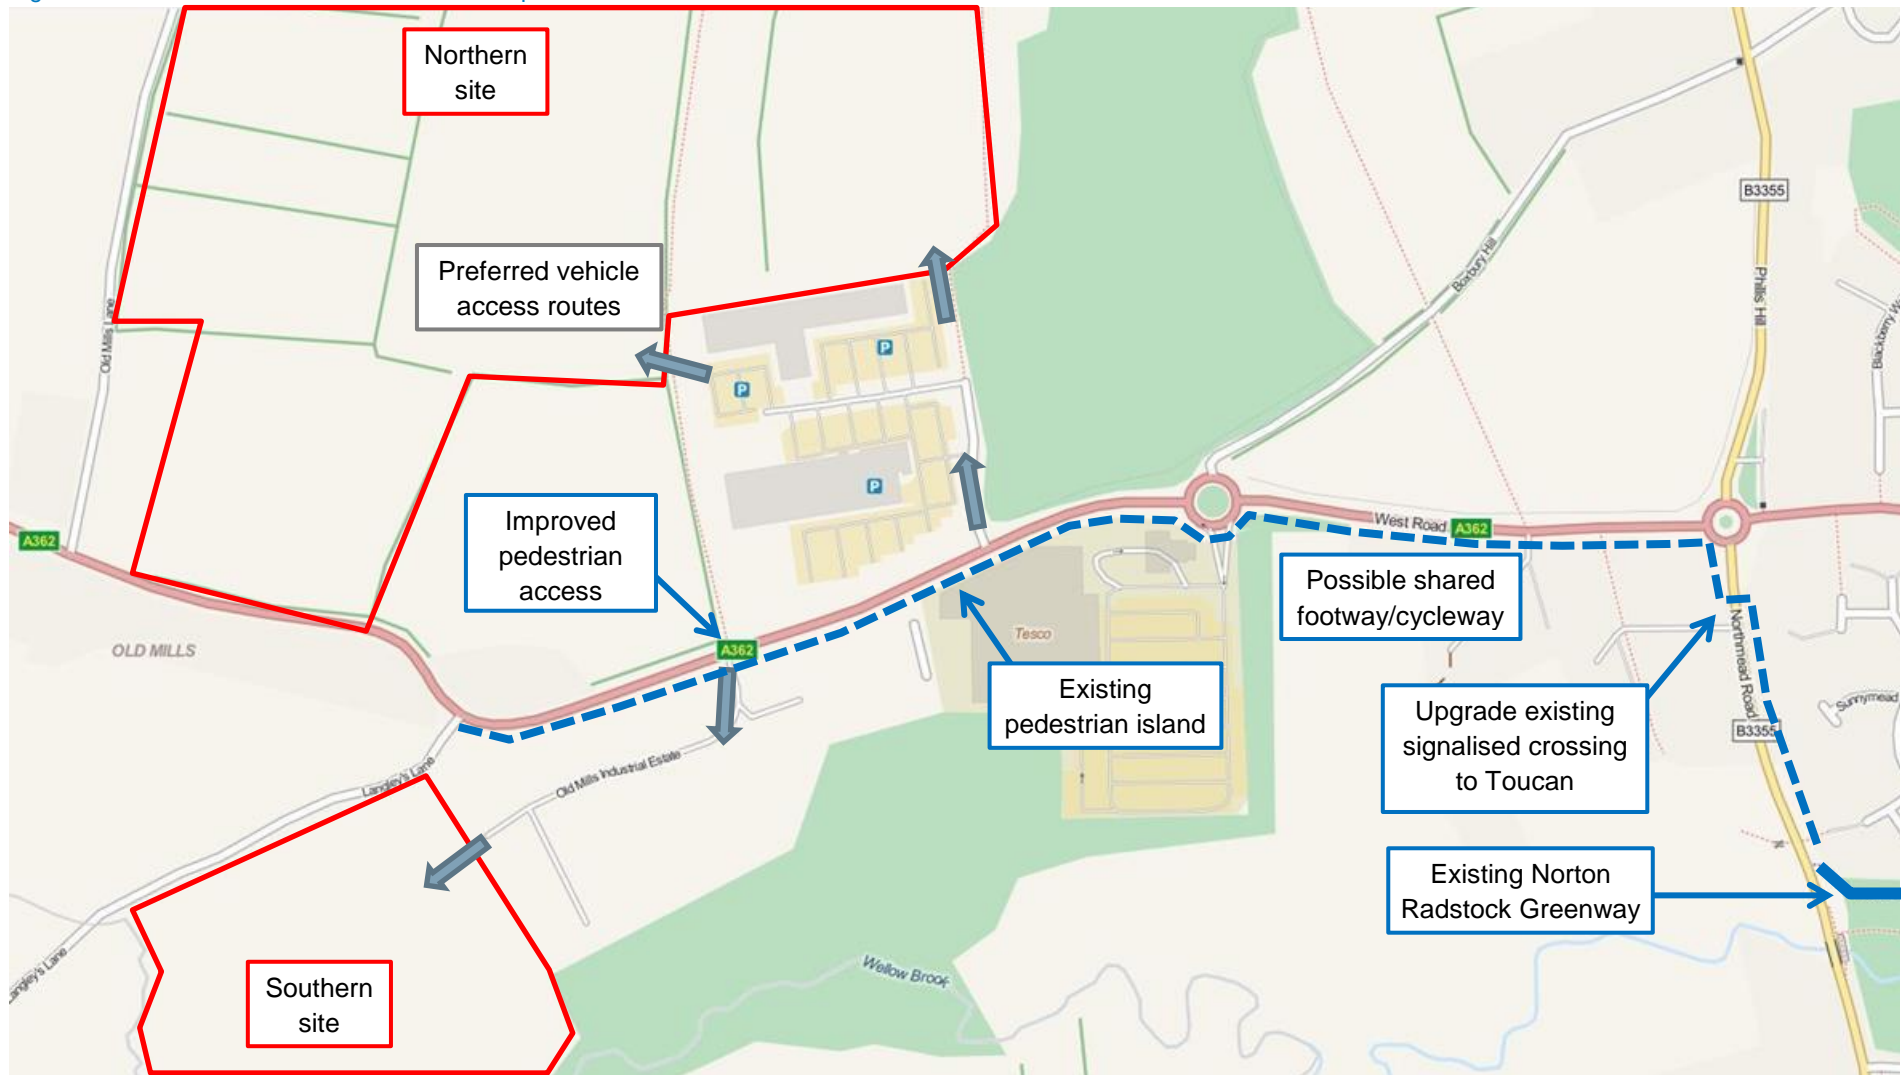 Northern
site
B3355
Preferred vehicle
access routes
Old Mills Lane
Boxbury Hill
Phillis Hill
P
P
P
A362
Improved
pedestrian
access
West Road
A362
Possible shared
footway/cycleway
OLD MILLS
A362
Tesco
Existing
pedestrian island
Northmead Road
Upgrade existing
signalised crossing
to Toucan
Sunnymead
B3355
Langley's Lane
Old Mills Industrial Estate
Existing Norton
Radstock Greenway
Wellow Brook
Langley's Lane
Southern
site